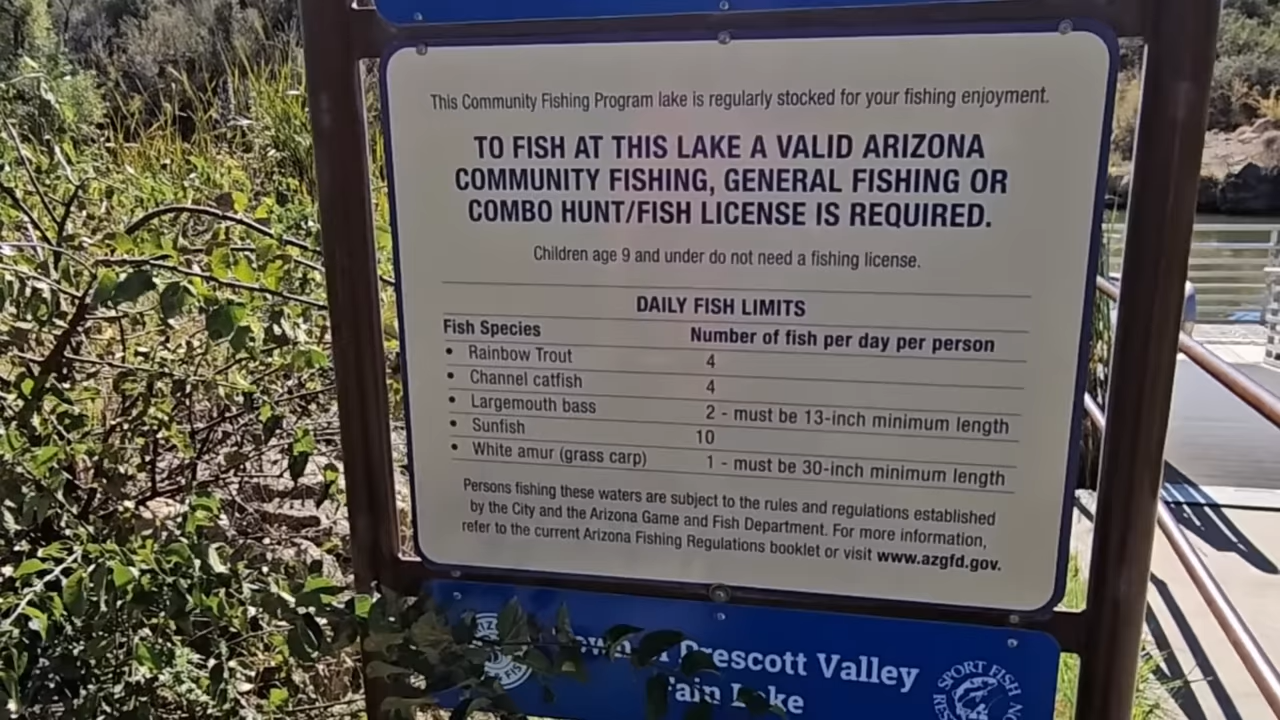 This Community Fishing Program lake is regularly stocked for your fishing enjoyment.
TO FISH AT THIS LAKE A VALID ARIZONA
COMMUNITY FISHING, GENERAL FISHING OR
COMBO HUNT/FISH LICENSE IS REQUIRED.
Children age 9 and under do not need a fishing license.
DAILY FISH LIMITS
Fish Species Number of fish per day per person
• Rainbow Trout 4
• Channel catfish 4
• Largemouth bass 2 - must be 13-inch minimum length
• Sunfish 10
• White amur (grass carp) 1 - must be 30-inch minimum length
Persons fishing these waters are subject to the rules and regulations established
by the City and the Arizona Game and Fish Department. For more information,
refer to the current Arizona Fishing Regulations booklet or visit www.azgfd.gov.
Prescott Valley
Lake
SPORT FISH